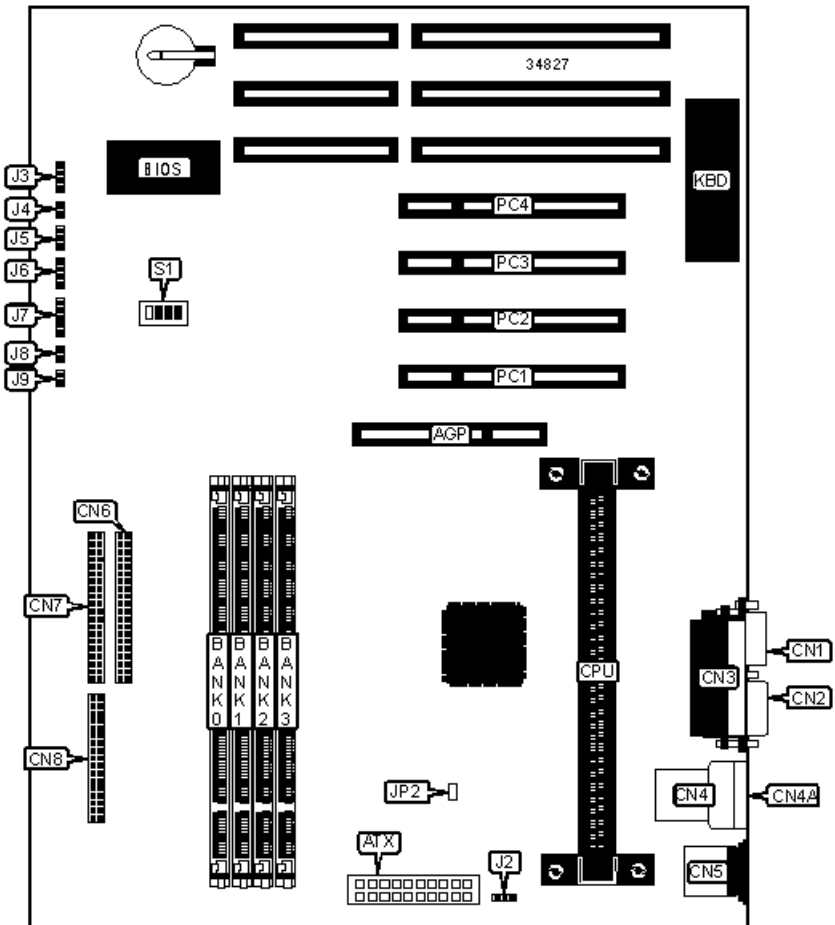 34827
BIOS
KBD
J3
J4
J5
J6
J7
J8
J9
S1
PC4
PC3
PC2
PC1
AGP
CN6
CN7
CN8
BANK0
BANK1
BANK2
BANK3
CPU
CN1
CN3
CN2
JP2
CN4
CN4A
ATX
J2
CN5